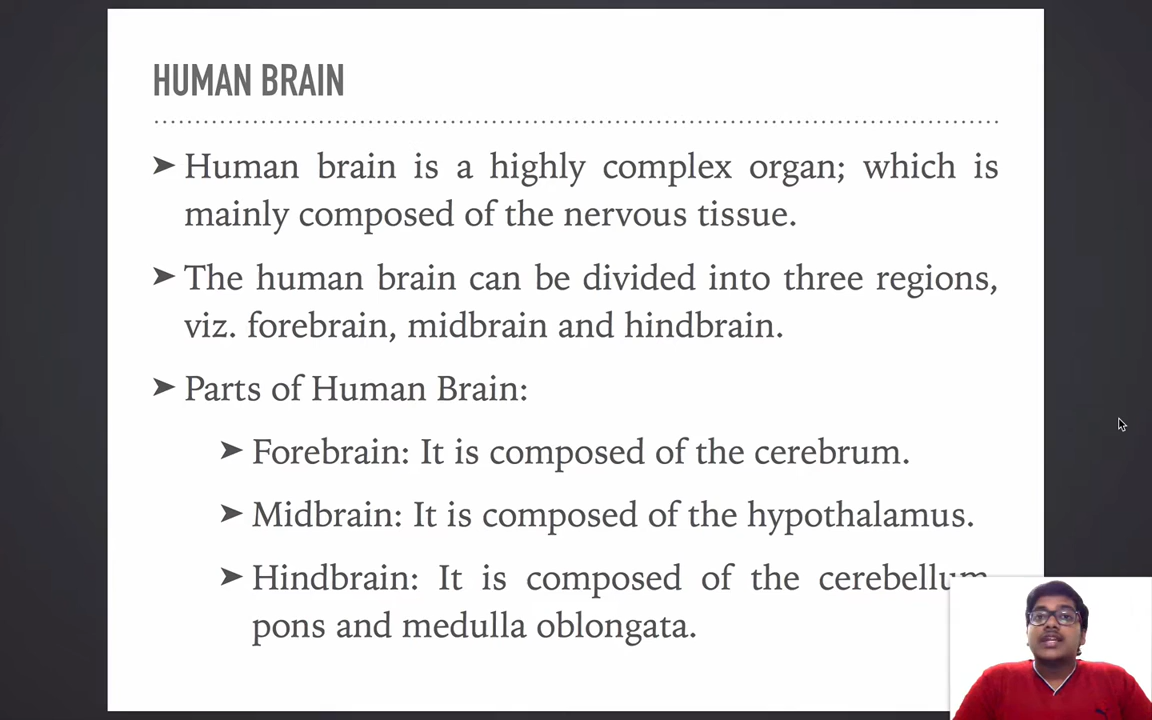 HUMAN BRAIN
➤ Human brain is a highly complex organ; which is
mainly composed of the nervous tissue.
➤ The human brain can be divided into three regions,
viz. forebrain, midbrain and hindbrain.
➤ Parts of Human Brain:
➤ Forebrain: It is composed of the cerebrum.
➤ Midbrain: It is composed of the hypothalamus.
➤ Hindbrain: It is composed of the cerebellum
pons and medulla oblongata.